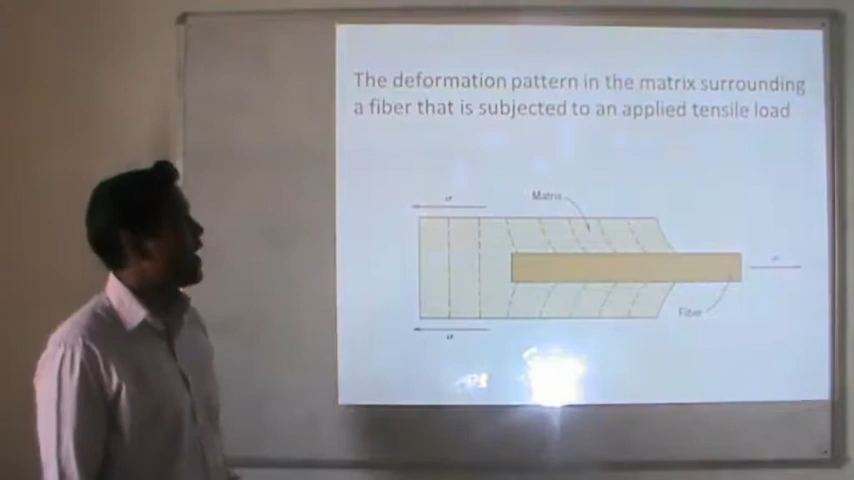 The deformation pattern in the matrix surrounding
a fiber that is subjected to an applied tensile load
Matrix
Fiber